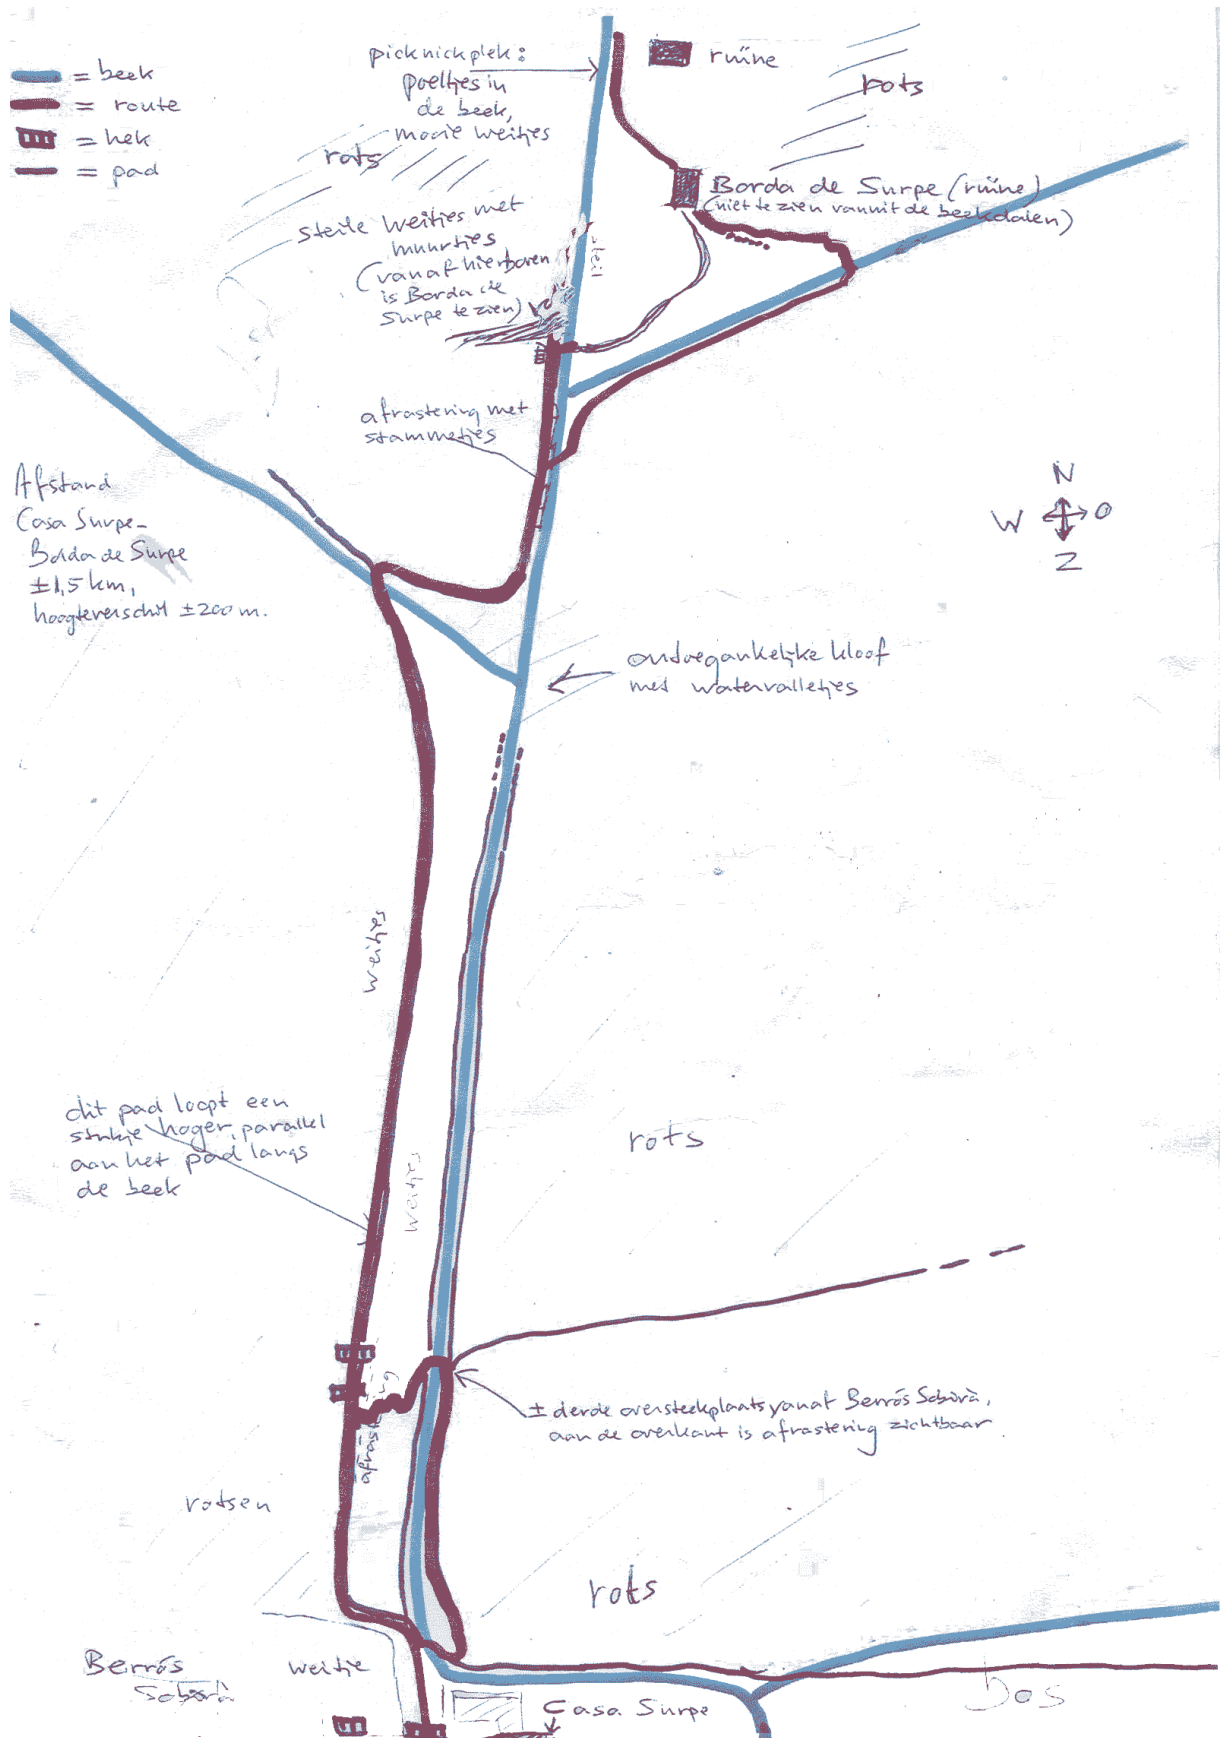 = beek
= route
= hek
= pad
picknickplek:
poeltjes in
de beek,
mooie weitjes
ruïne
rots
rots
Borda de Surpe (ruïne)
(niet te zien vanuit de beekdalen)
steile weitjes met
muurtjes
(vanaf hierboven
is Borda de
Surpe te zien)
steil
afrastering met
stammetjes
Afstand
Casa Surpe-
Borda de Surpe
±1,5 km,
hoogteverschil ±200 m.
N
W O
Z
ontoegankelijke kloof
met watervalletjes
weitjes
dit pad loopt een
stukje hoger, parallel
aan het pad langs
de beek
weitjes
rots
afrastering
± derde oversteekplaats vanaf Berrós Sobirà,
aan de overkant is afrastering zichtbaar
rotsen
rots
Berrós
Sobirà
weitje
bos
Casa Surpe